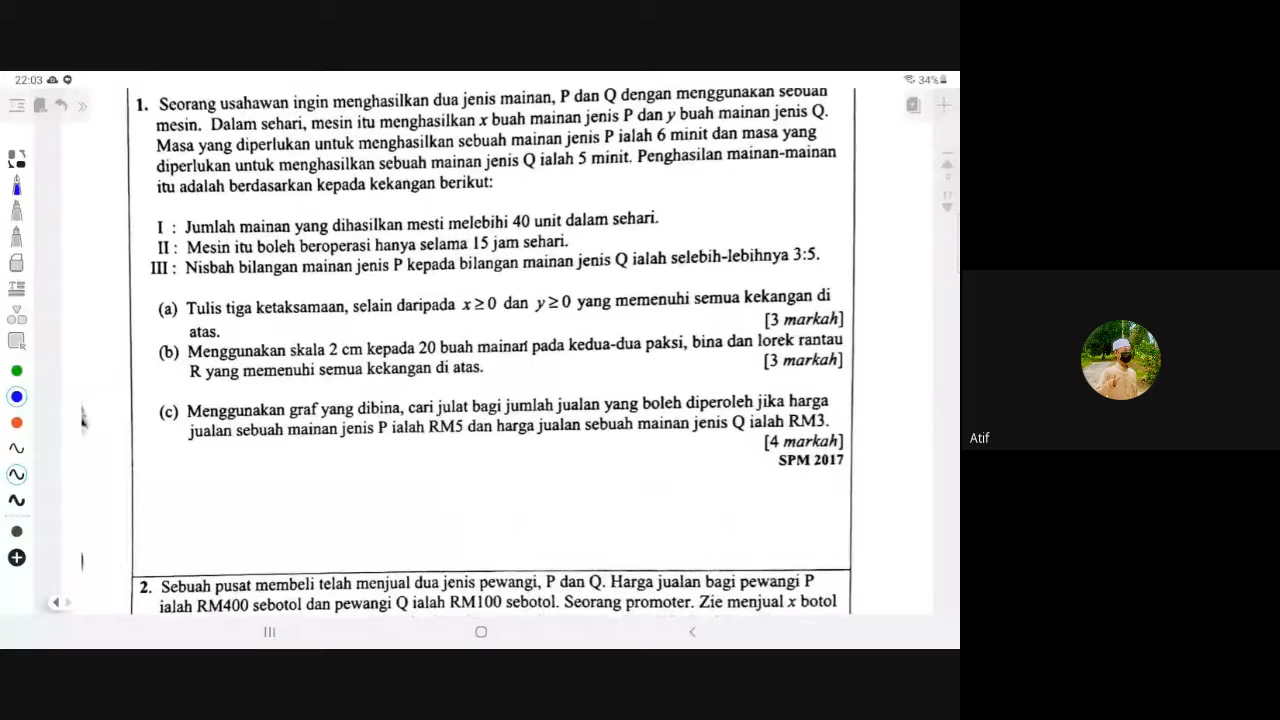 22:03
34%
1. Seorang usahawan ingin menghasilkan dua jenis mainan, P dan Q dengan menggunakan sebuah
mesin. Dalam sehari, mesin itu menghasilkan x buah mainan jenis P dan y buah mainan jenis Q.
Masa yang diperlukan untuk menghasilkan sebuah mainan jenis P ialah 6 minit dan masa yang
diperlukan untuk menghasilkan sebuah mainan jenis Q ialah 5 minit. Penghasilan mainan-mainan
itu adalah berdasarkan kepada kekangan berikut:
I : Jumlah mainan yang dihasilkan mesti melebihi 40 unit dalam sehari.
II : Mesin itu boleh beroperasi hanya selama 15 jam sehari.
III : Nisbah bilangan mainan jenis P kepada bilangan mainan jenis Q ialah selebih-lebihnya 3:5.
(a) Tulis tiga ketaksamaan, selain daripada x ≥ 0 dan y ≥ 0 yang memenuhi semua kekangan di
atas.
[3 markah]
(b) Menggunakan skala 2 cm kepada 20 buah mainan pada kedua-dua paksi, bina dan lorek rantau
R yang memenuhi semua kekangan di atas.
[3 markah]
(c) Menggunakan graf yang dibina, cari julat bagi jumlah jualan yang boleh diperoleh jika harga
jualan sebuah mainan jenis P ialah RM5 dan harga jualan sebuah mainan jenis Q ialah RM3.
[4 markah]
SPM 2017
2. Sebuah pusat membeli telah menjual dua jenis pewangi, P dan Q. Harga jualan bagi pewangi P
ialah RM400 sebotol dan pewangi Q ialah RM100 sebotol. Seorang promoter. Zie menjual x botol
Atif